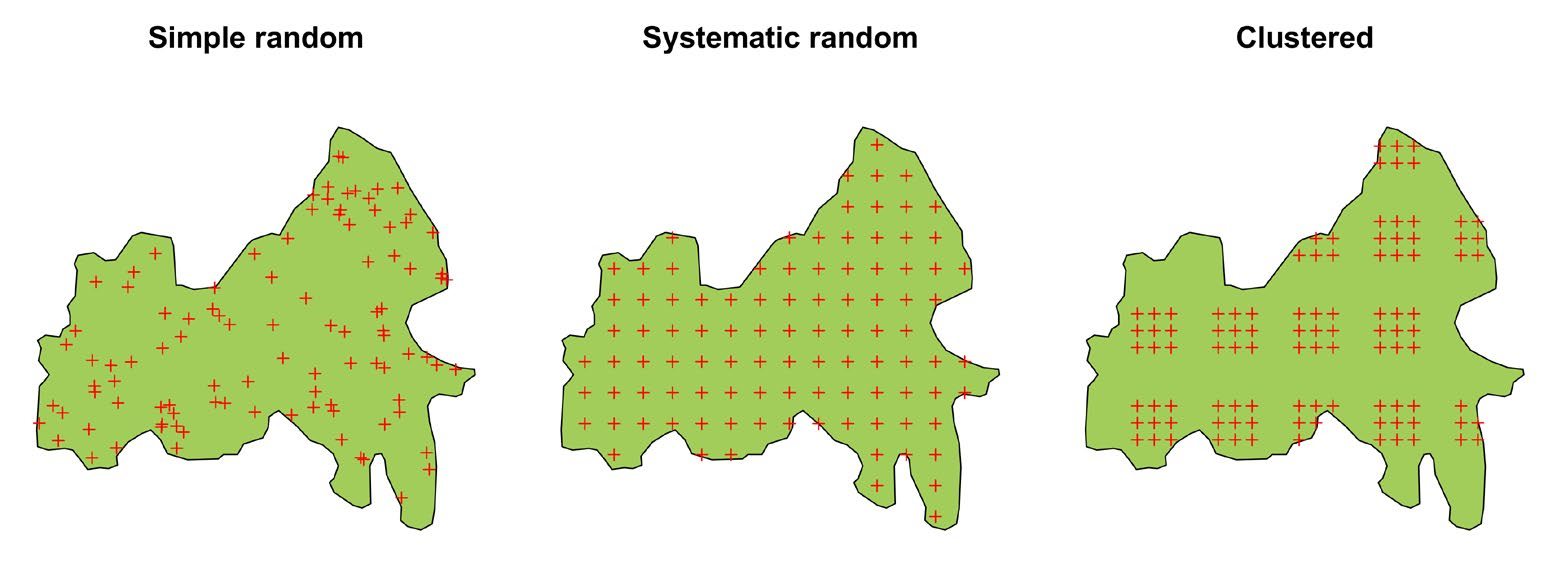 Simple random
Systematic random
Clustered